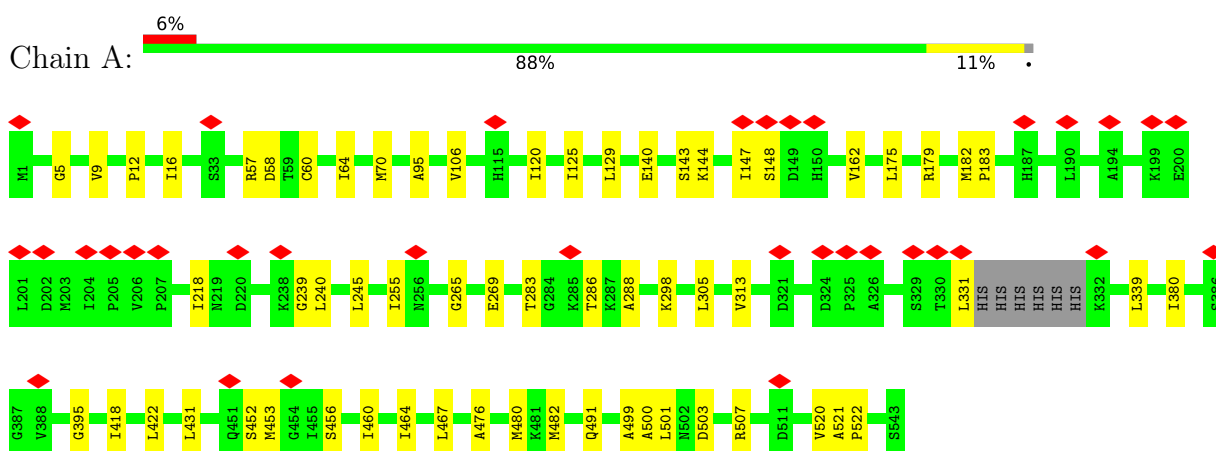 6%
Chain A:
88% 11% •
M1 G5 V9 P12 I16 S33 R57 D58 T59 C60 I64 M70 A95 V106 H115 I120 I125 L129 E140 S143 K144 I147 S148 D149 H150 V162 L175 R179 M182 P183 H187 L190 A194 K199 E200
L201 D202 M203 I204 P205 V206 P207 I218 N219 D220 K238 G239 L240 L245 I255 N256 G265 E269 T283 G284 K285 T286 K287 A288 K298 L305 V313 D321 D324 P325 A326 S329 T330 L331 HIS HIS HIS HIS HIS HIS K332 L339 I380 S386
G387 V388 G395 I418 L422 L431 Q451 S452 M453 G454 I455 S456 I460 I464 L467 A476 M480 K481 M482 Q491 A499 A500 L501 N502 D503 R507 D511 V520 A521 P522 S543